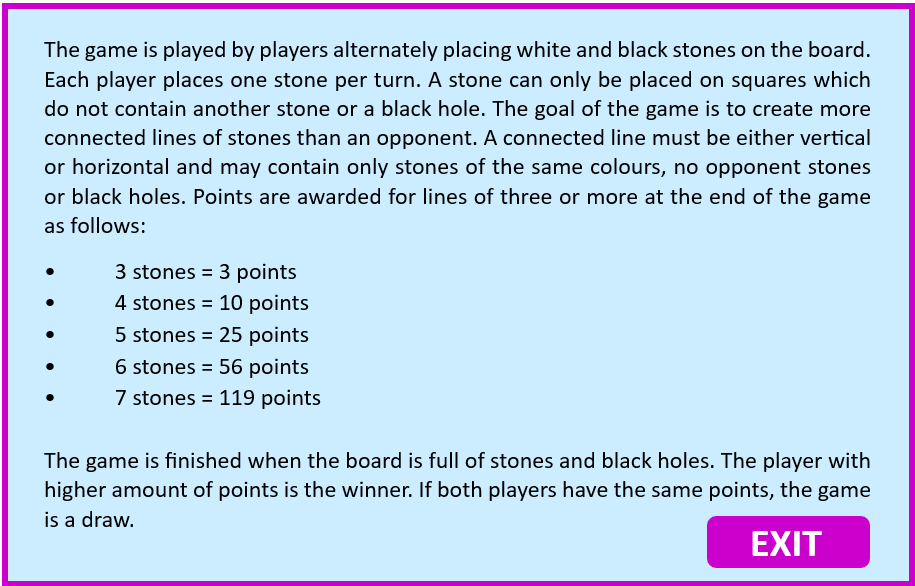 The game is played by players alternately placing white and black stones on the board.
Each player places one stone per turn. A stone can only be placed on squares which
do not contain another stone or a black hole. The goal of the game is to create more
connected lines of stones than an opponent. A connected line must be either vertical
or horizontal and may contain only stones of the same colours, no opponent stones
or black holes. Points are awarded for lines of three or more at the end of the game
as follows:
• 3 stones = 3 points
• 4 stones = 10 points
• 5 stones = 25 points
• 6 stones = 56 points
• 7 stones = 119 points
The game is finished when the board is full of stones and black holes. The player with
higher amount of points is the winner. If both players have the same points, the game
is a draw.
EXIT